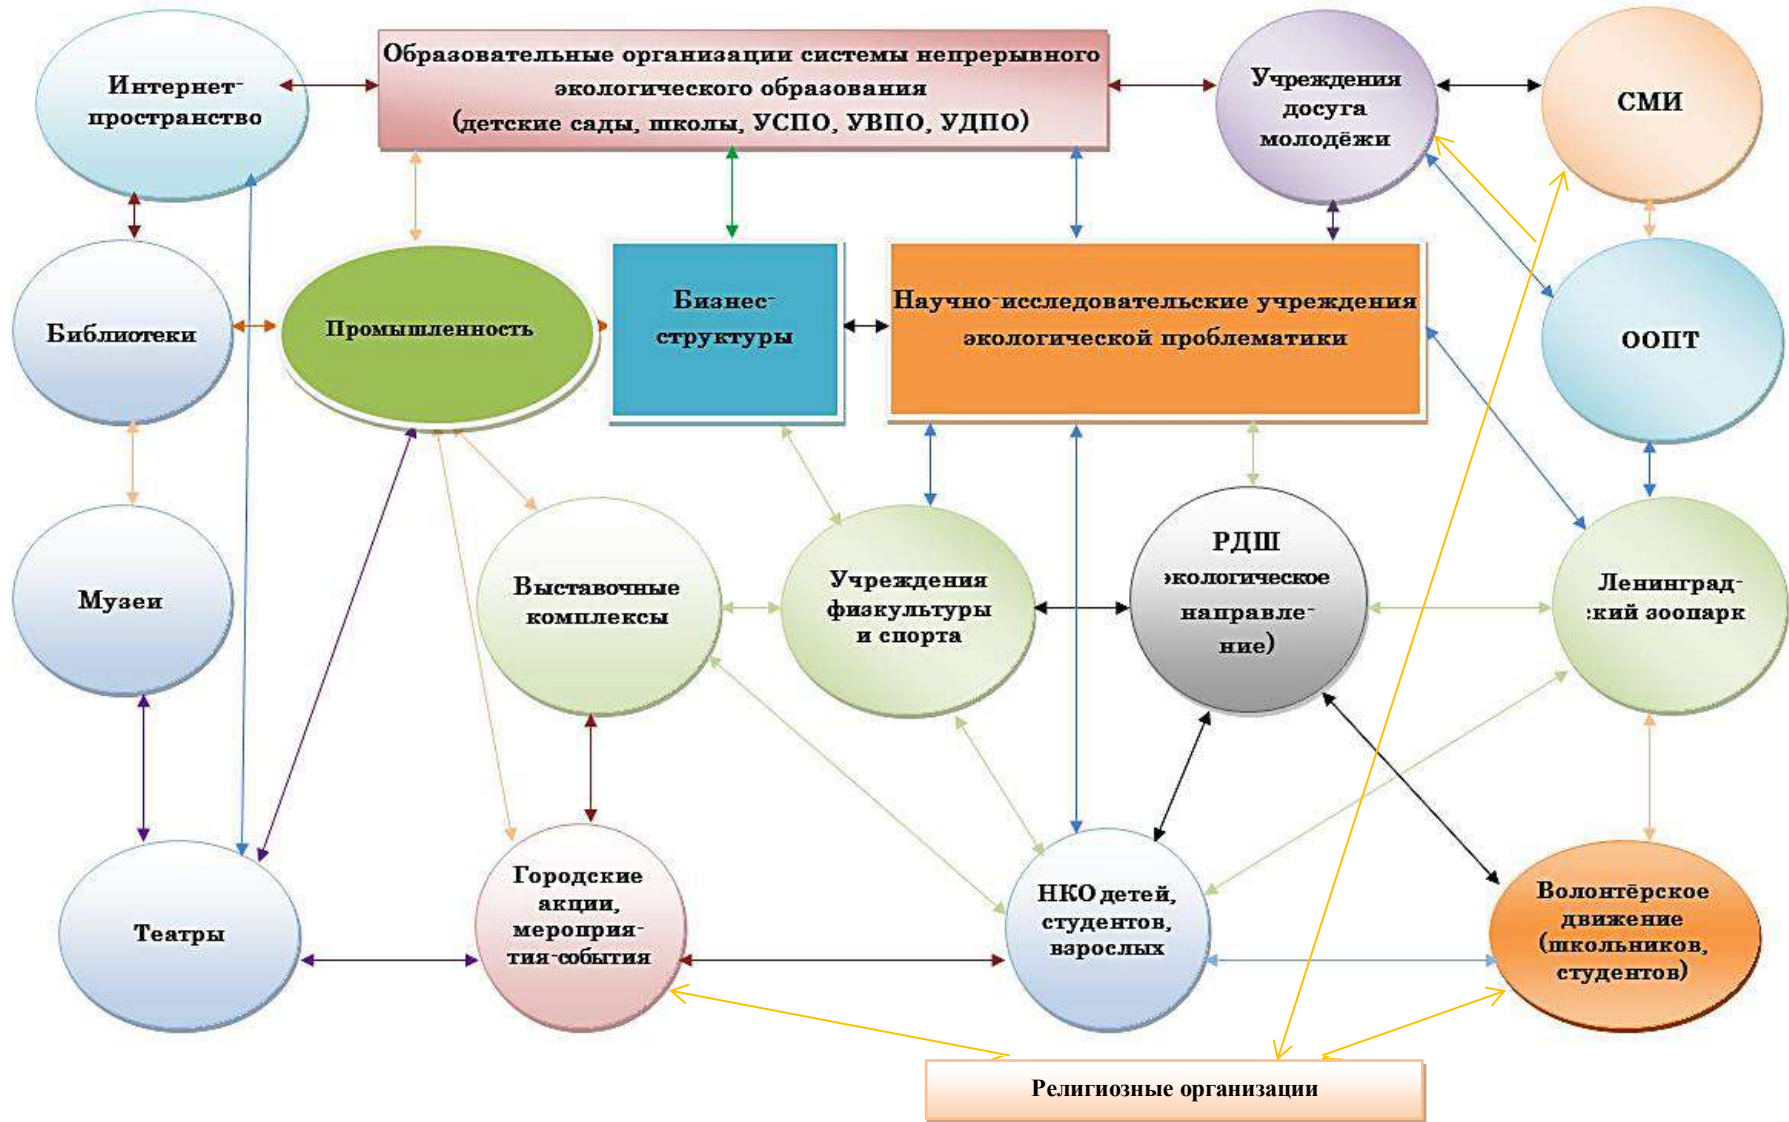 Образовательные организации системы непрерывного
экологического образования
(детские сады, школы, УСПО, УВПО, УДПО)
Интернет-
пространство
Учреждения
досуга
молодёжи
СМИ
Библиотеки
Промышленность
Бизнес-
структуры
Научно-исследовательские учреждения
экологической проблематики
ООПТ
Музеи
Выставочные
комплексы
Учреждения
физкультуры
и спорта
РДШ
экологическое
направле-
ние)
Ленинград-
ский зоопарк
Театры
Городские
акции,
мероприя-
тия-события
НКО детей,
студентов,
взрослых
Волонтёрское
движение
(школьников,
студентов)
Религиозные организации